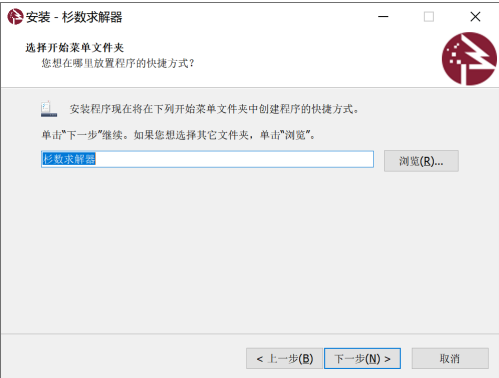 安装 - 杉数求解器
选择开始菜单文件夹
您想在哪里放置程序的快捷方式？
安装程序现在将在下列开始菜单文件夹中创建程序的快捷方式。
单击“下一步”继续。如果您想选择其它文件夹，单击“浏览”。
杉数求解器
浏览(R)...
< 上一步(B)
下一步(N) >
取消